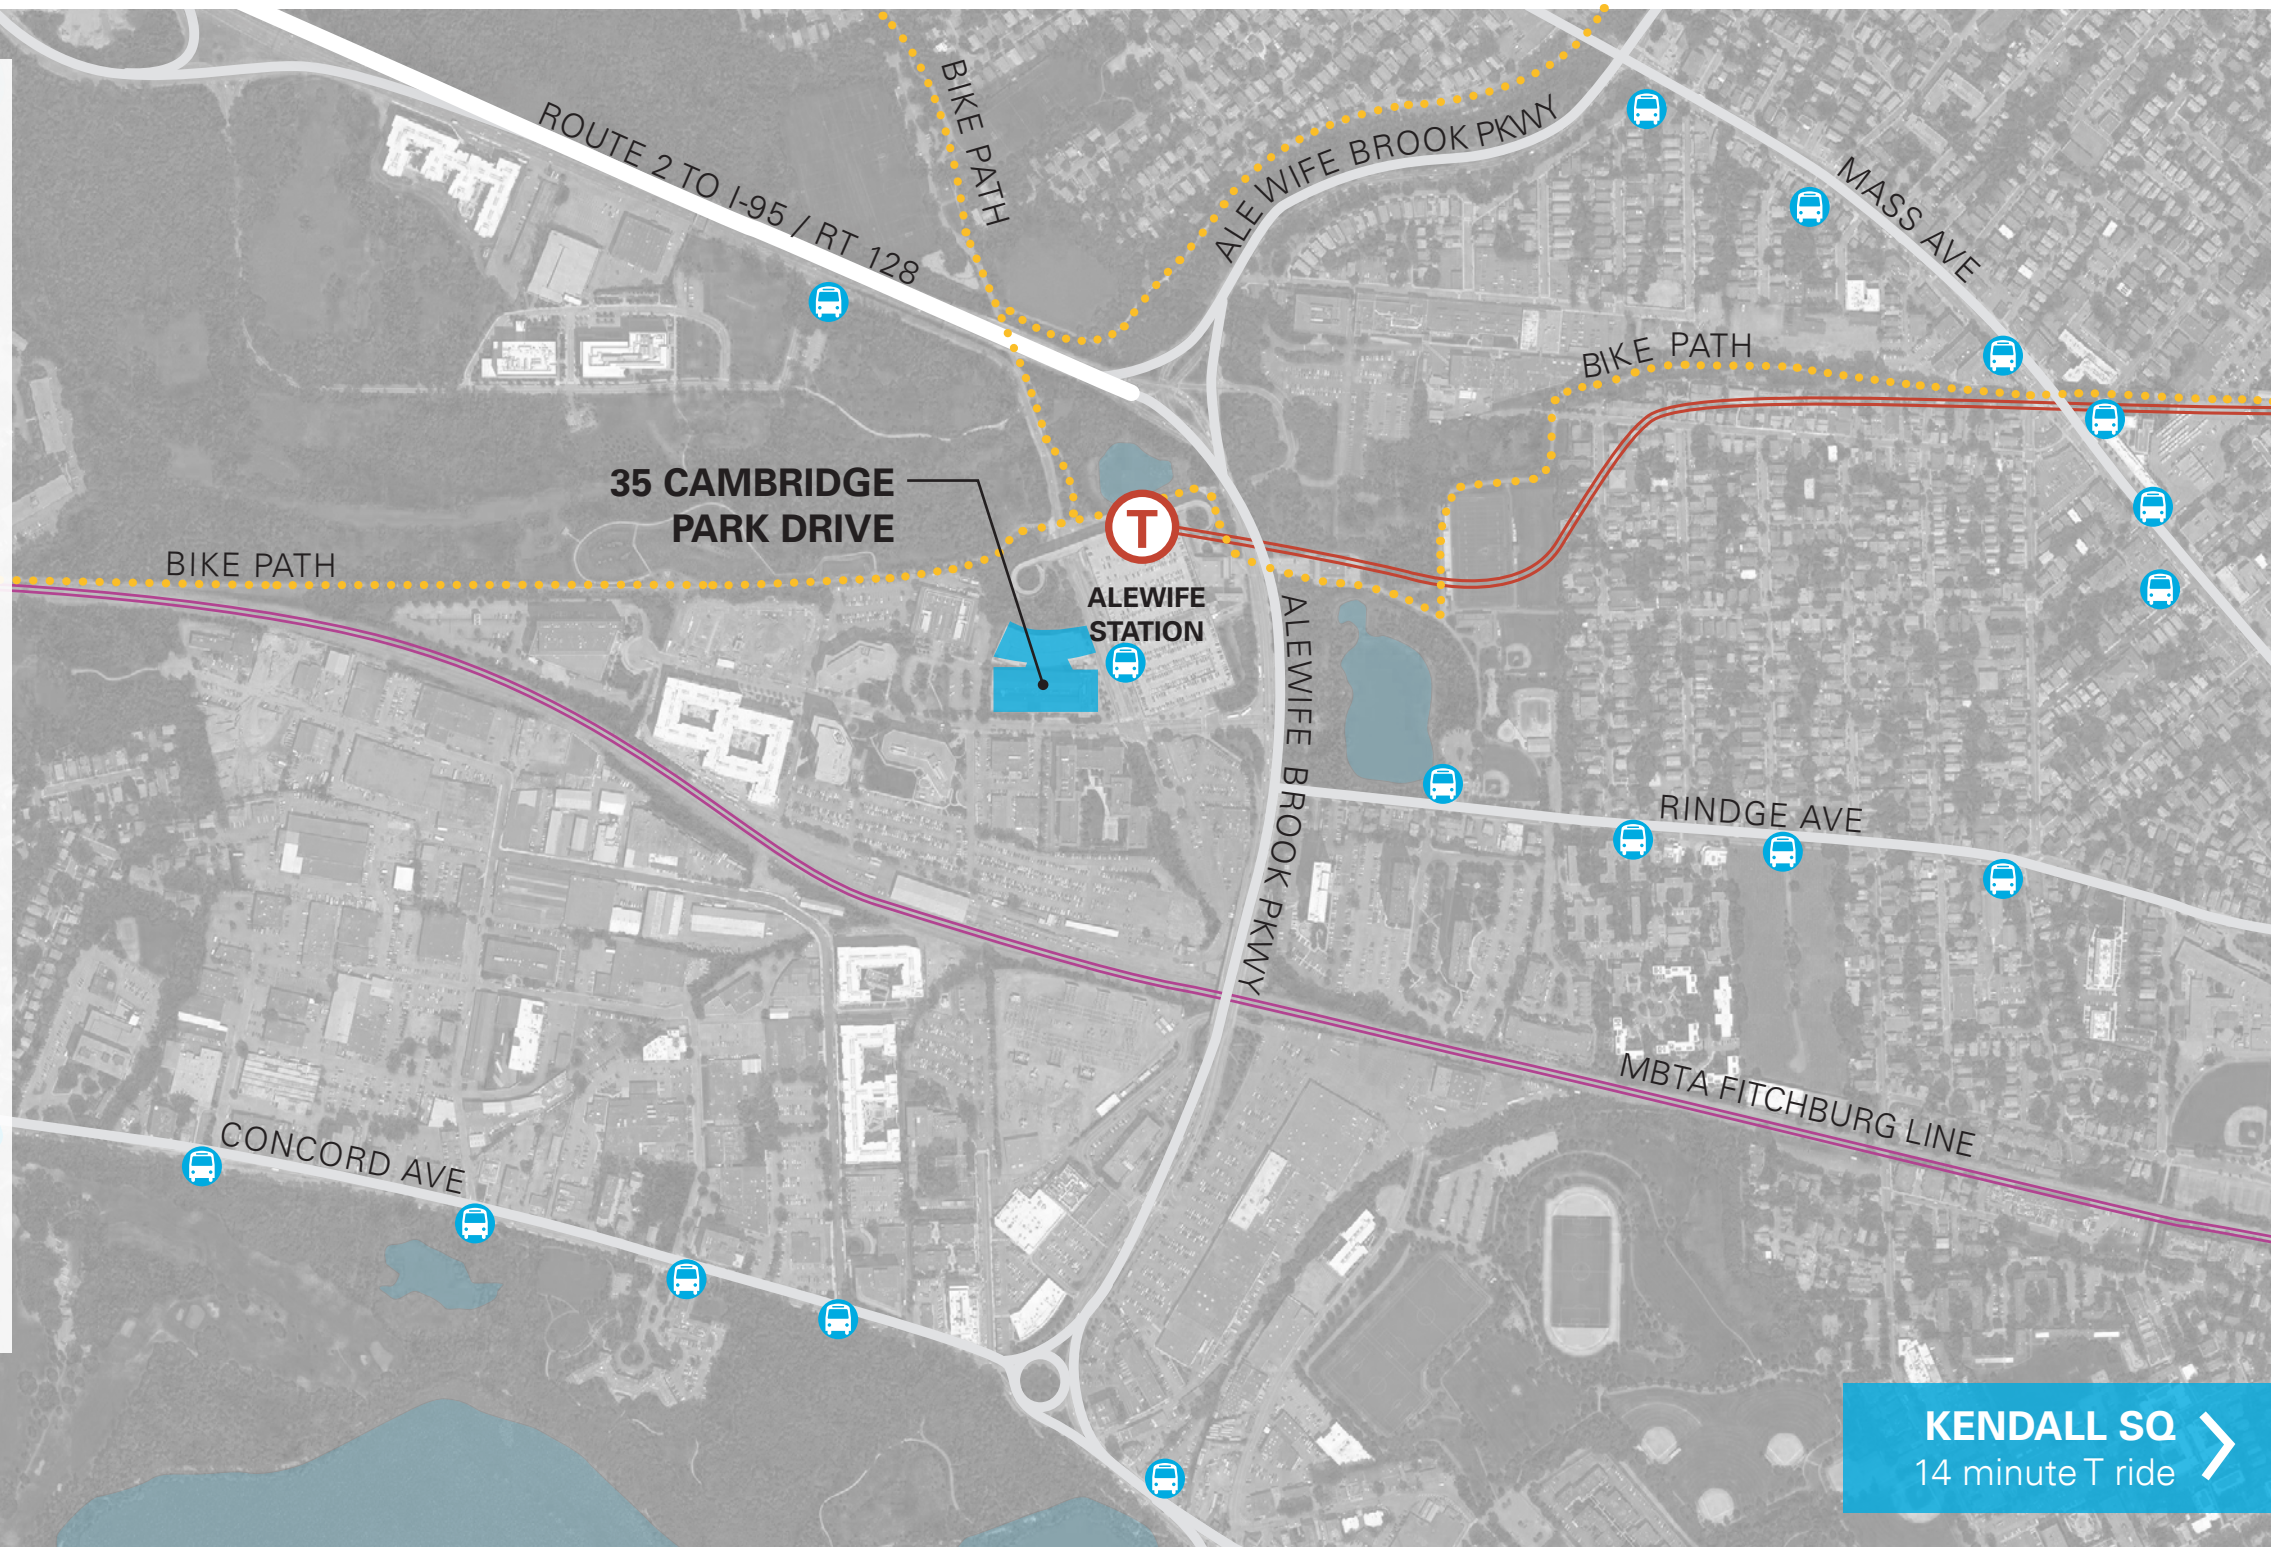 BIKE PATH
ROUTE 2 TO I-95 / RT 128
ALEWIFE BROOK PKWY
MASS AVE
BIKE PATH
35 CAMBRIDGE
PARK DRIVE
T
BIKE PATH
ALEWIFE
STATION
ALEWIFE BROOK PKWY
RINDGE AVE
MBTA FITCHBURG LINE
CONCORD AVE
KENDALL SQ
14 minute T ride